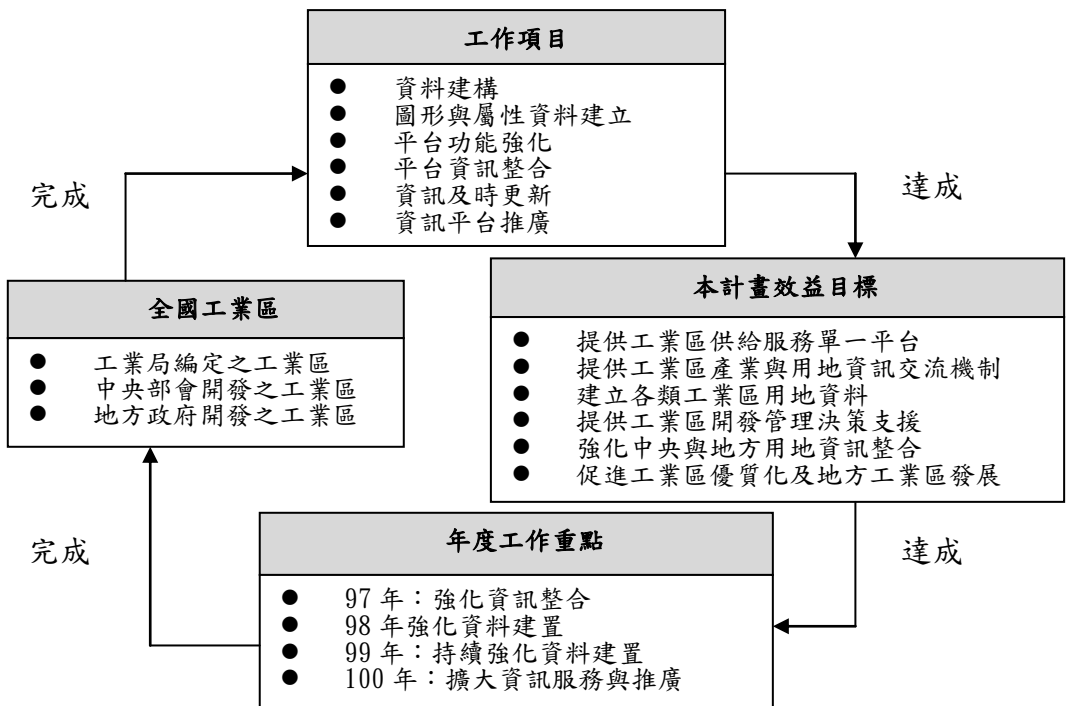 工作項目
● 資料建構
● 圖形與屬性資料建立
● 平台功能強化
● 平台資訊整合
● 資訊及時更新
● 資訊平台推廣
完成
達成
全國工業區
● 工業局編定之工業區
● 中央部會開發之工業區
● 地方政府開發之工業區
本計畫效益目標
● 提供工業區供給服務單一平台
● 提供工業區產業與用地資訊交流機制
● 建立各類工業區用地資料
● 提供工業區開發管理決策支援
● 強化中央與地方用地資訊整合
● 促進工業區優質化及地方工業區發展
完成
達成
年度工作重點
● 97 年：強化資訊整合
● 98 年強化資料建置
● 99 年：持續強化資料建置
● 100 年：擴大資訊服務與推廣